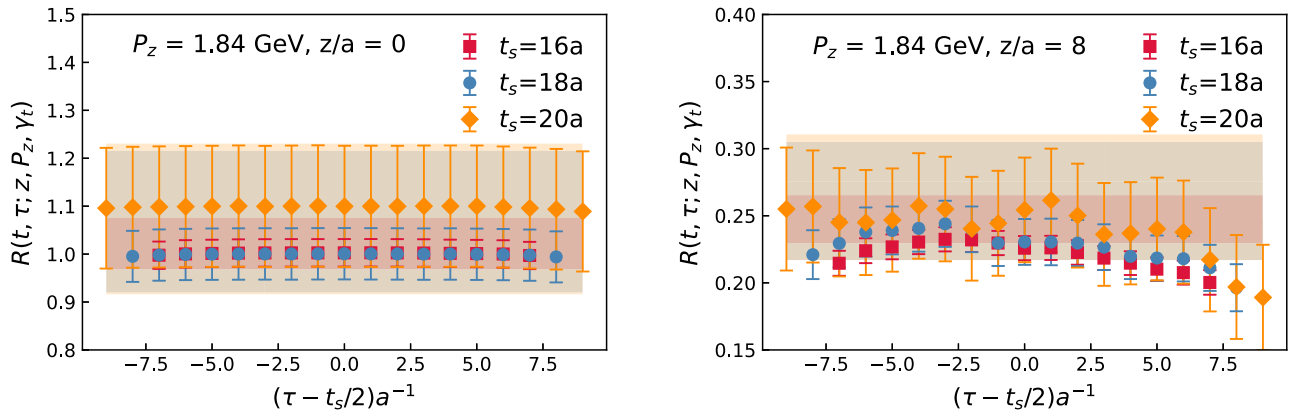 P_z = 1.84 GeV, z/a = 0
t_s=16a
t_s=18a
t_s=20a
R(t, τ; z, P_z, γ_t)
1.5
1.4
1.3
1.2
1.1
1.0
0.9
0.8
−7.5 −5.0 −2.5 0.0 2.5 5.0 7.5
(τ − t_s/2)a⁻¹
P_z = 1.84 GeV, z/a = 8
t_s=16a
t_s=18a
t_s=20a
R(t, τ; z, P_z, γ_t)
0.40
0.35
0.30
0.25
0.20
0.15
−7.5 −5.0 −2.5 0.0 2.5 5.0 7.5
(τ − t_s/2)a⁻¹